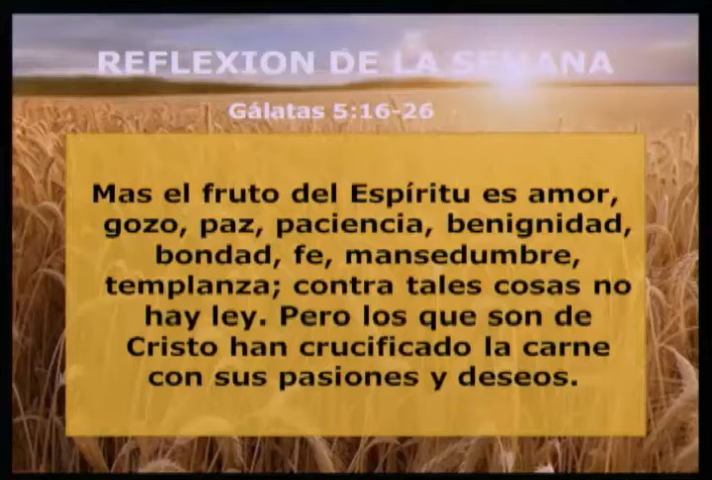 REFLEXION DE LA SEMANA
Gálatas 5:16-26
Mas el fruto del Espíritu es amor,
gozo, paz, paciencia, benignidad,
bondad, fe, mansedumbre,
templanza; contra tales cosas no
hay ley. Pero los que son de
Cristo han crucificado la carne
con sus pasiones y deseos.